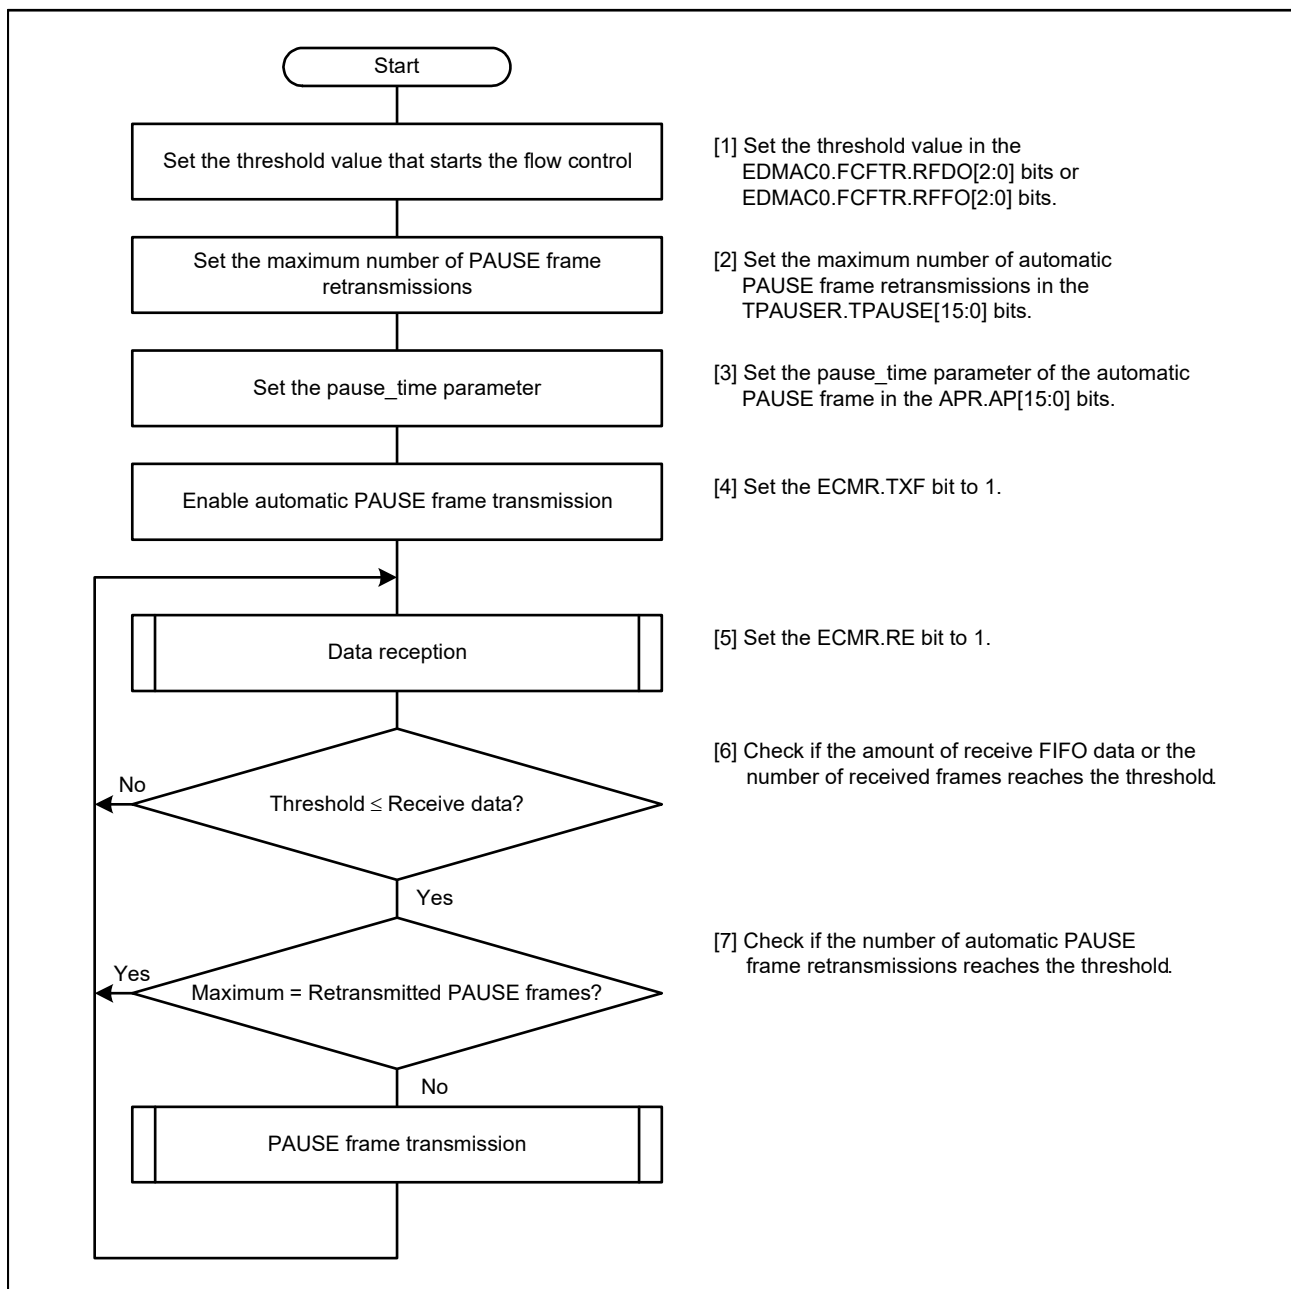 Start
Set the threshold value that starts the flow control
[1] Set the threshold value in the
EDMAC0.FCFTR.RFDO[2:0] bits or
EDMAC0.FCFTR.RFFO[2:0] bits.
Set the maximum number of PAUSE frame
retransmissions
[2] Set the maximum number of automatic
PAUSE frame retransmissions in the
TPAUSER.TPAUSE[15:0] bits.
Set the pause_time parameter
[3] Set the pause_time parameter of the automatic
PAUSE frame in the APR.AP[15:0] bits.
Enable automatic PAUSE frame transmission
[4] Set the ECMR.TXF bit to 1.
Data reception
[5] Set the ECMR.RE bit to 1.
Threshold ≤ Receive data?
No
Yes
[6] Check if the amount of receive FIFO data or the
number of received frames reaches the threshold.
Maximum = Retransmitted PAUSE frames?
Yes
No
[7] Check if the number of automatic PAUSE
frame retransmissions reaches the threshold.
PAUSE frame transmission